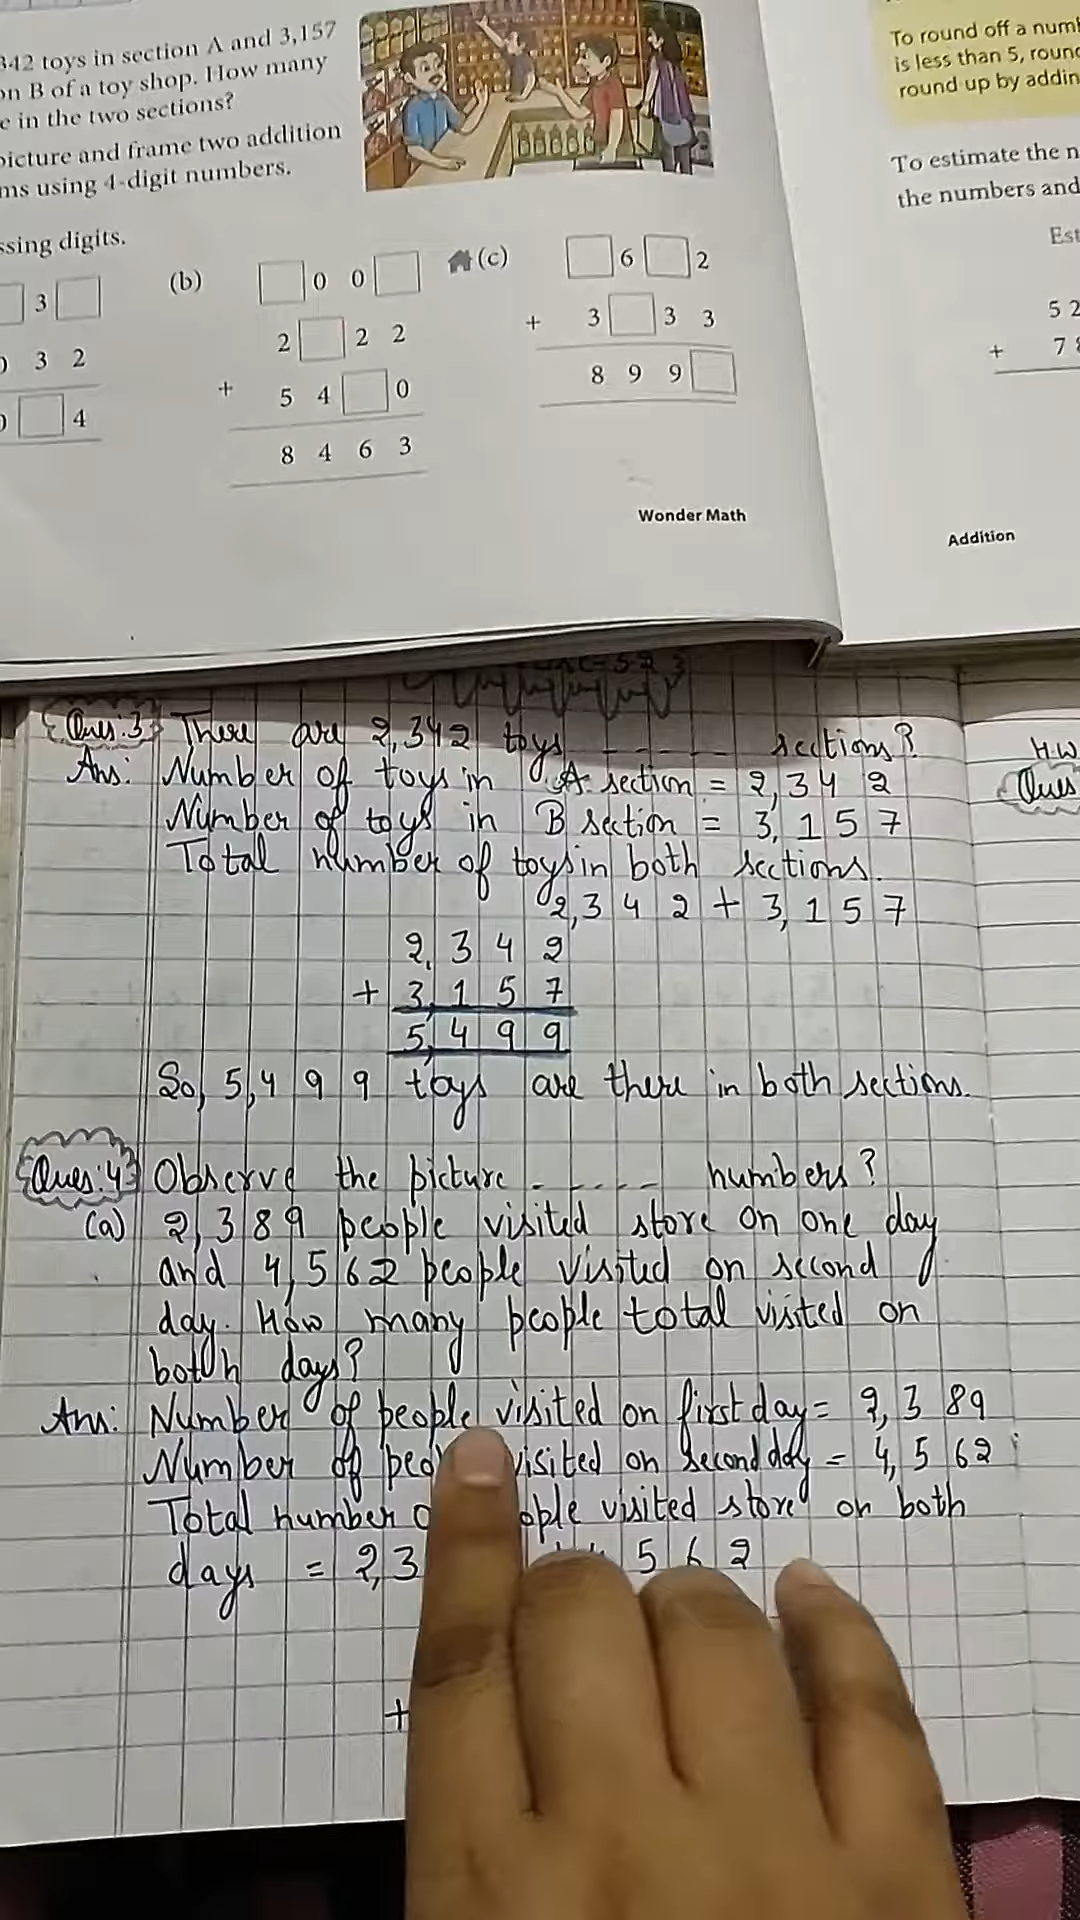 342 toys in section A and 3,157
on B of a toy shop. How many
e in the two sections?
picture and frame two addition
ms using 4-digit numbers.
ssing digits.
3
0 3 2
0 4
(b)
0 0
2 2 2
+ 5 4 0
8 4 6 3
(c)
6 2
+ 3 3 3
8 9 9
Wonder Math
To round off a numb
is less than 5, roun
round up by addin
To estimate the n
the numbers and
Est
5 2
+ 7 8
Addition
Ques:3 There are 2,342 toys ----- sections?
Ans: Number of toys in A section = 2,342
Number of toys in B section = 3,157
Total number of toys in both sections.
2,342 + 3,157
2,342
+ 3,157
5,499
So, 5,499 toys are there in both sections.
Ques:4 Observe the picture ----- numbers?
(a) 2,389 people visited store on one day
and 4,562 people visited on second
day. How many people total visited on
both days?
Ans: Number of people visited on first day = 2,389
Number of peo visited on second day = 4,562
Total number o ople visited store on both
days = 2,3 562
+
H.W
Ques